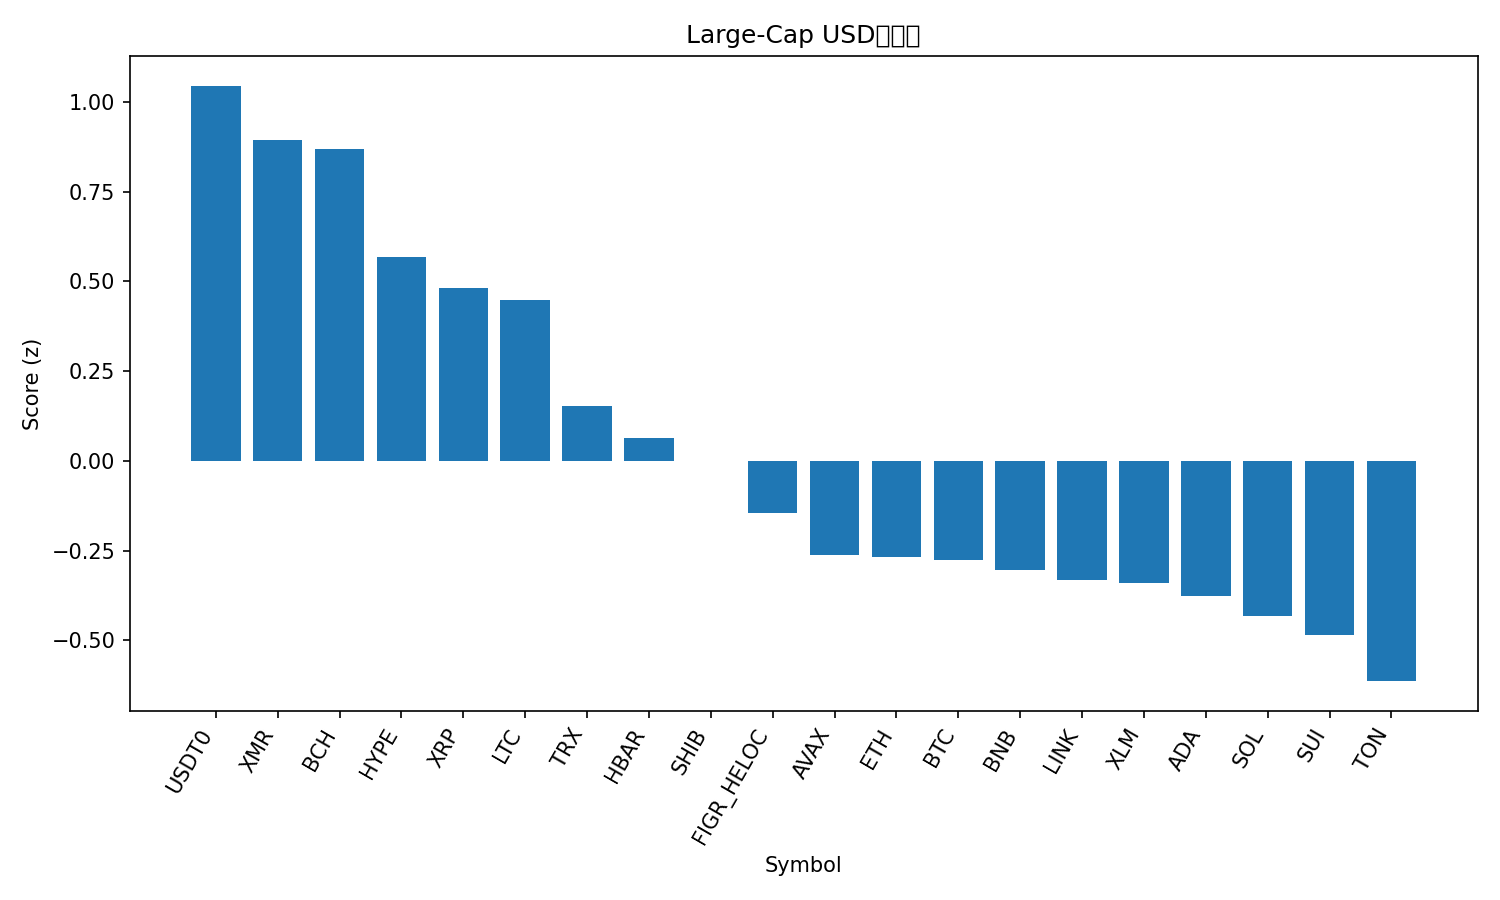 Large-Cap USD
1.00
0.75
0.50
0.25
0.00
−0.25
−0.50
Score (z)
USDT0
XMR
BCH
HYPE
XRP
LTC
TRX
HBAR
SHIB
FIGR_HELOC
AVAX
ETH
BTC
BNB
LINK
XLM
ADA
SOL
SUI
TON
Symbol